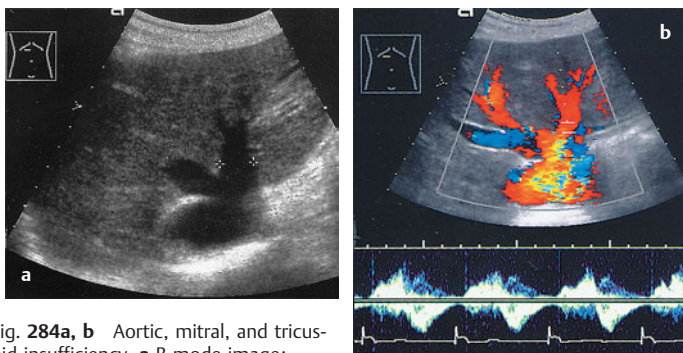 a
b
ig. 284a, b Aortic, mitral, and tricus-
id insufficiency. a B-mode image: